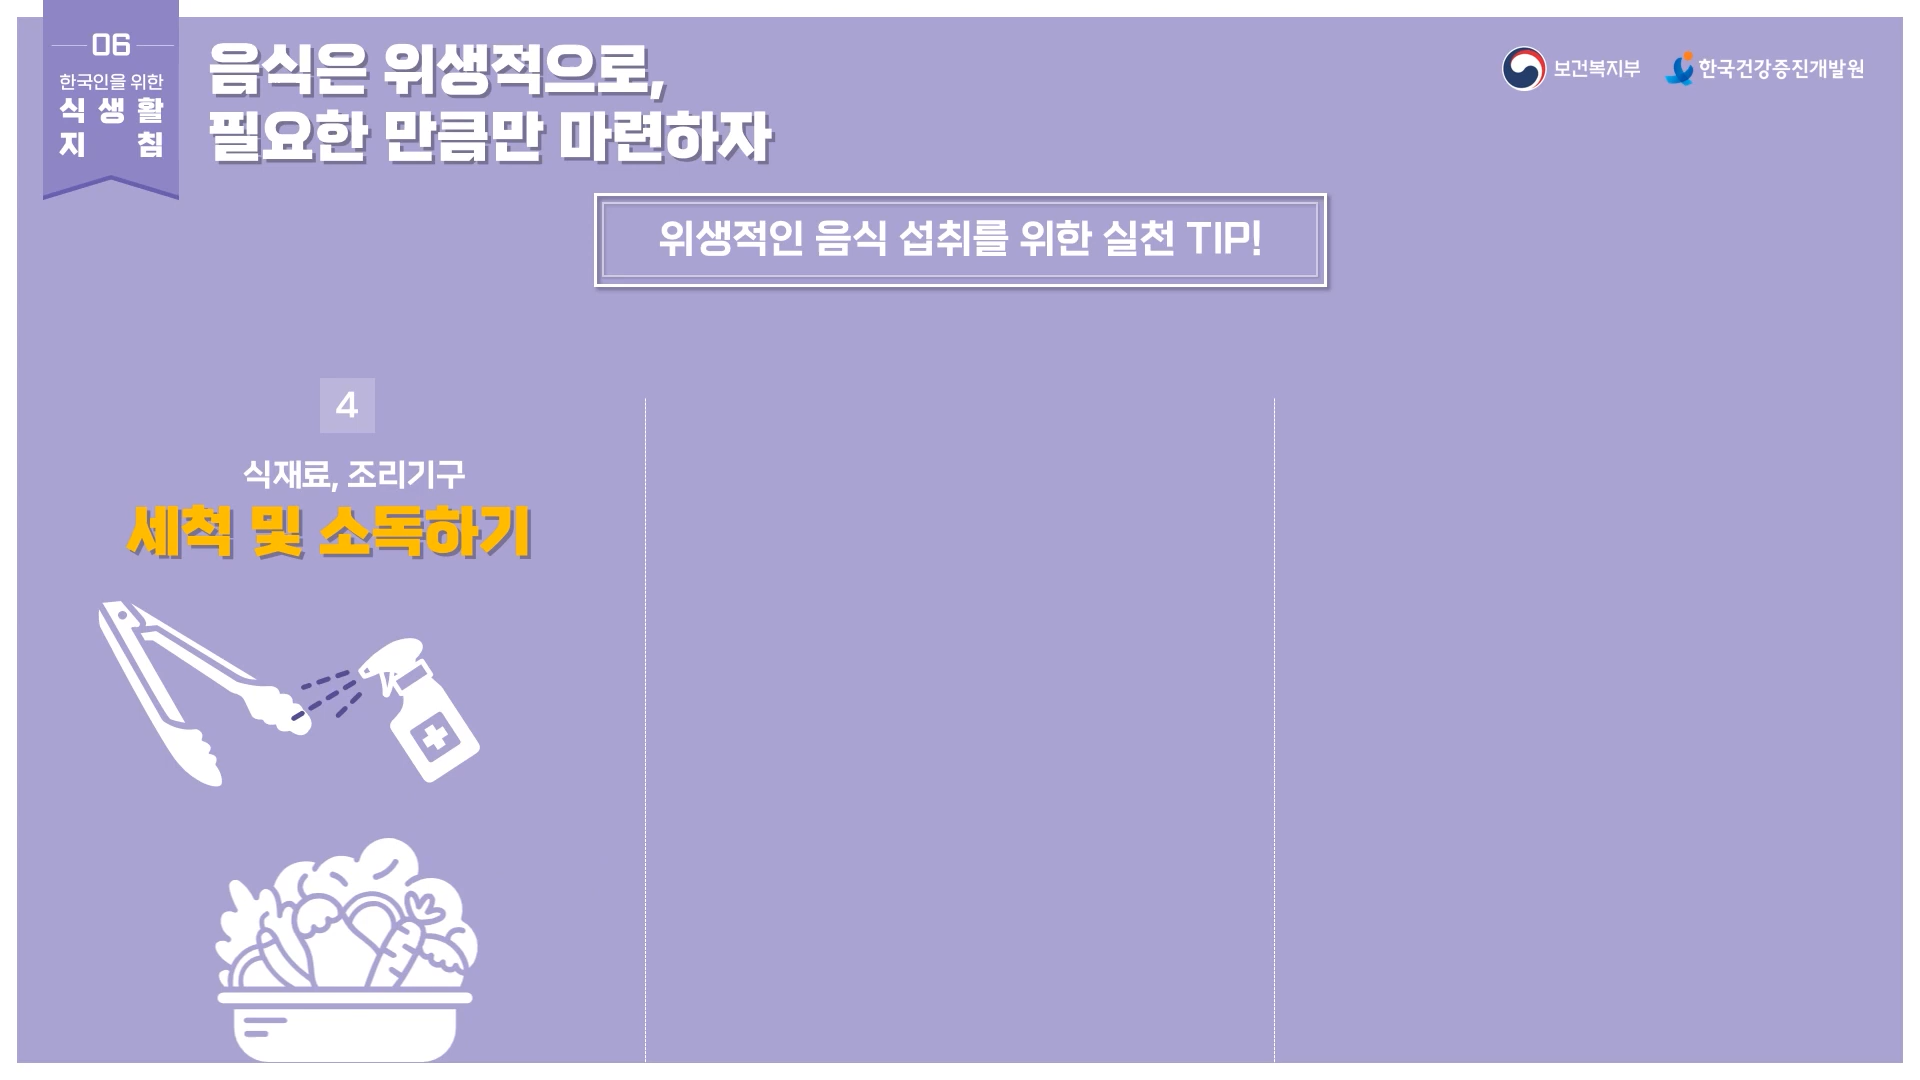 06
한국인을 위한
식생활
지침
음식은 위생적으로,
필요한 만큼만 마련하자
보건복지부
한국건강증진개발원
위생적인 음식 섭취를 위한 실천 TIP!
4
식재료, 조리기구
세척 및 소독하기